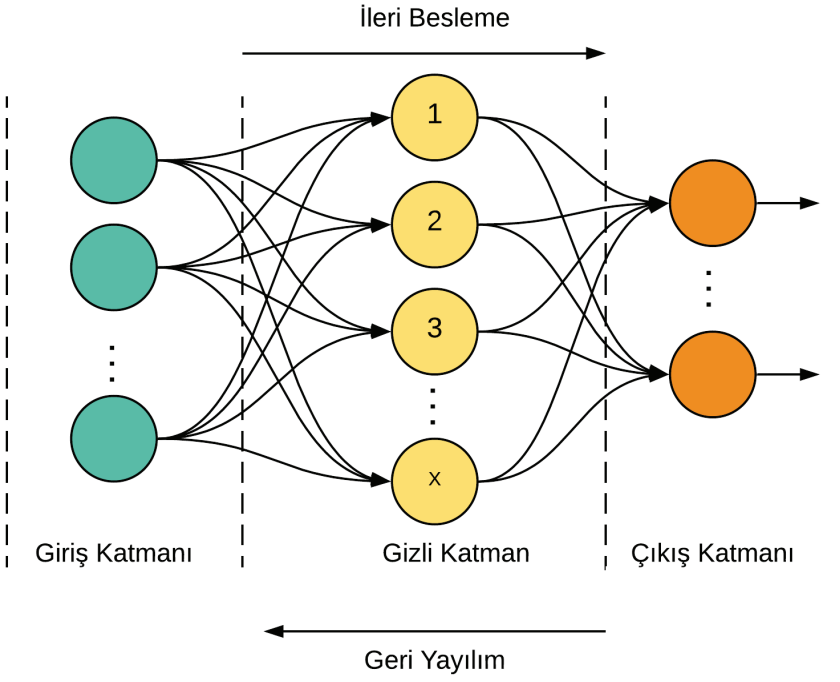 İleri Besleme
1
2
3
x
Giriş Katmanı
Gizli Katman
Çıkış Katmanı
Geri Yayılım